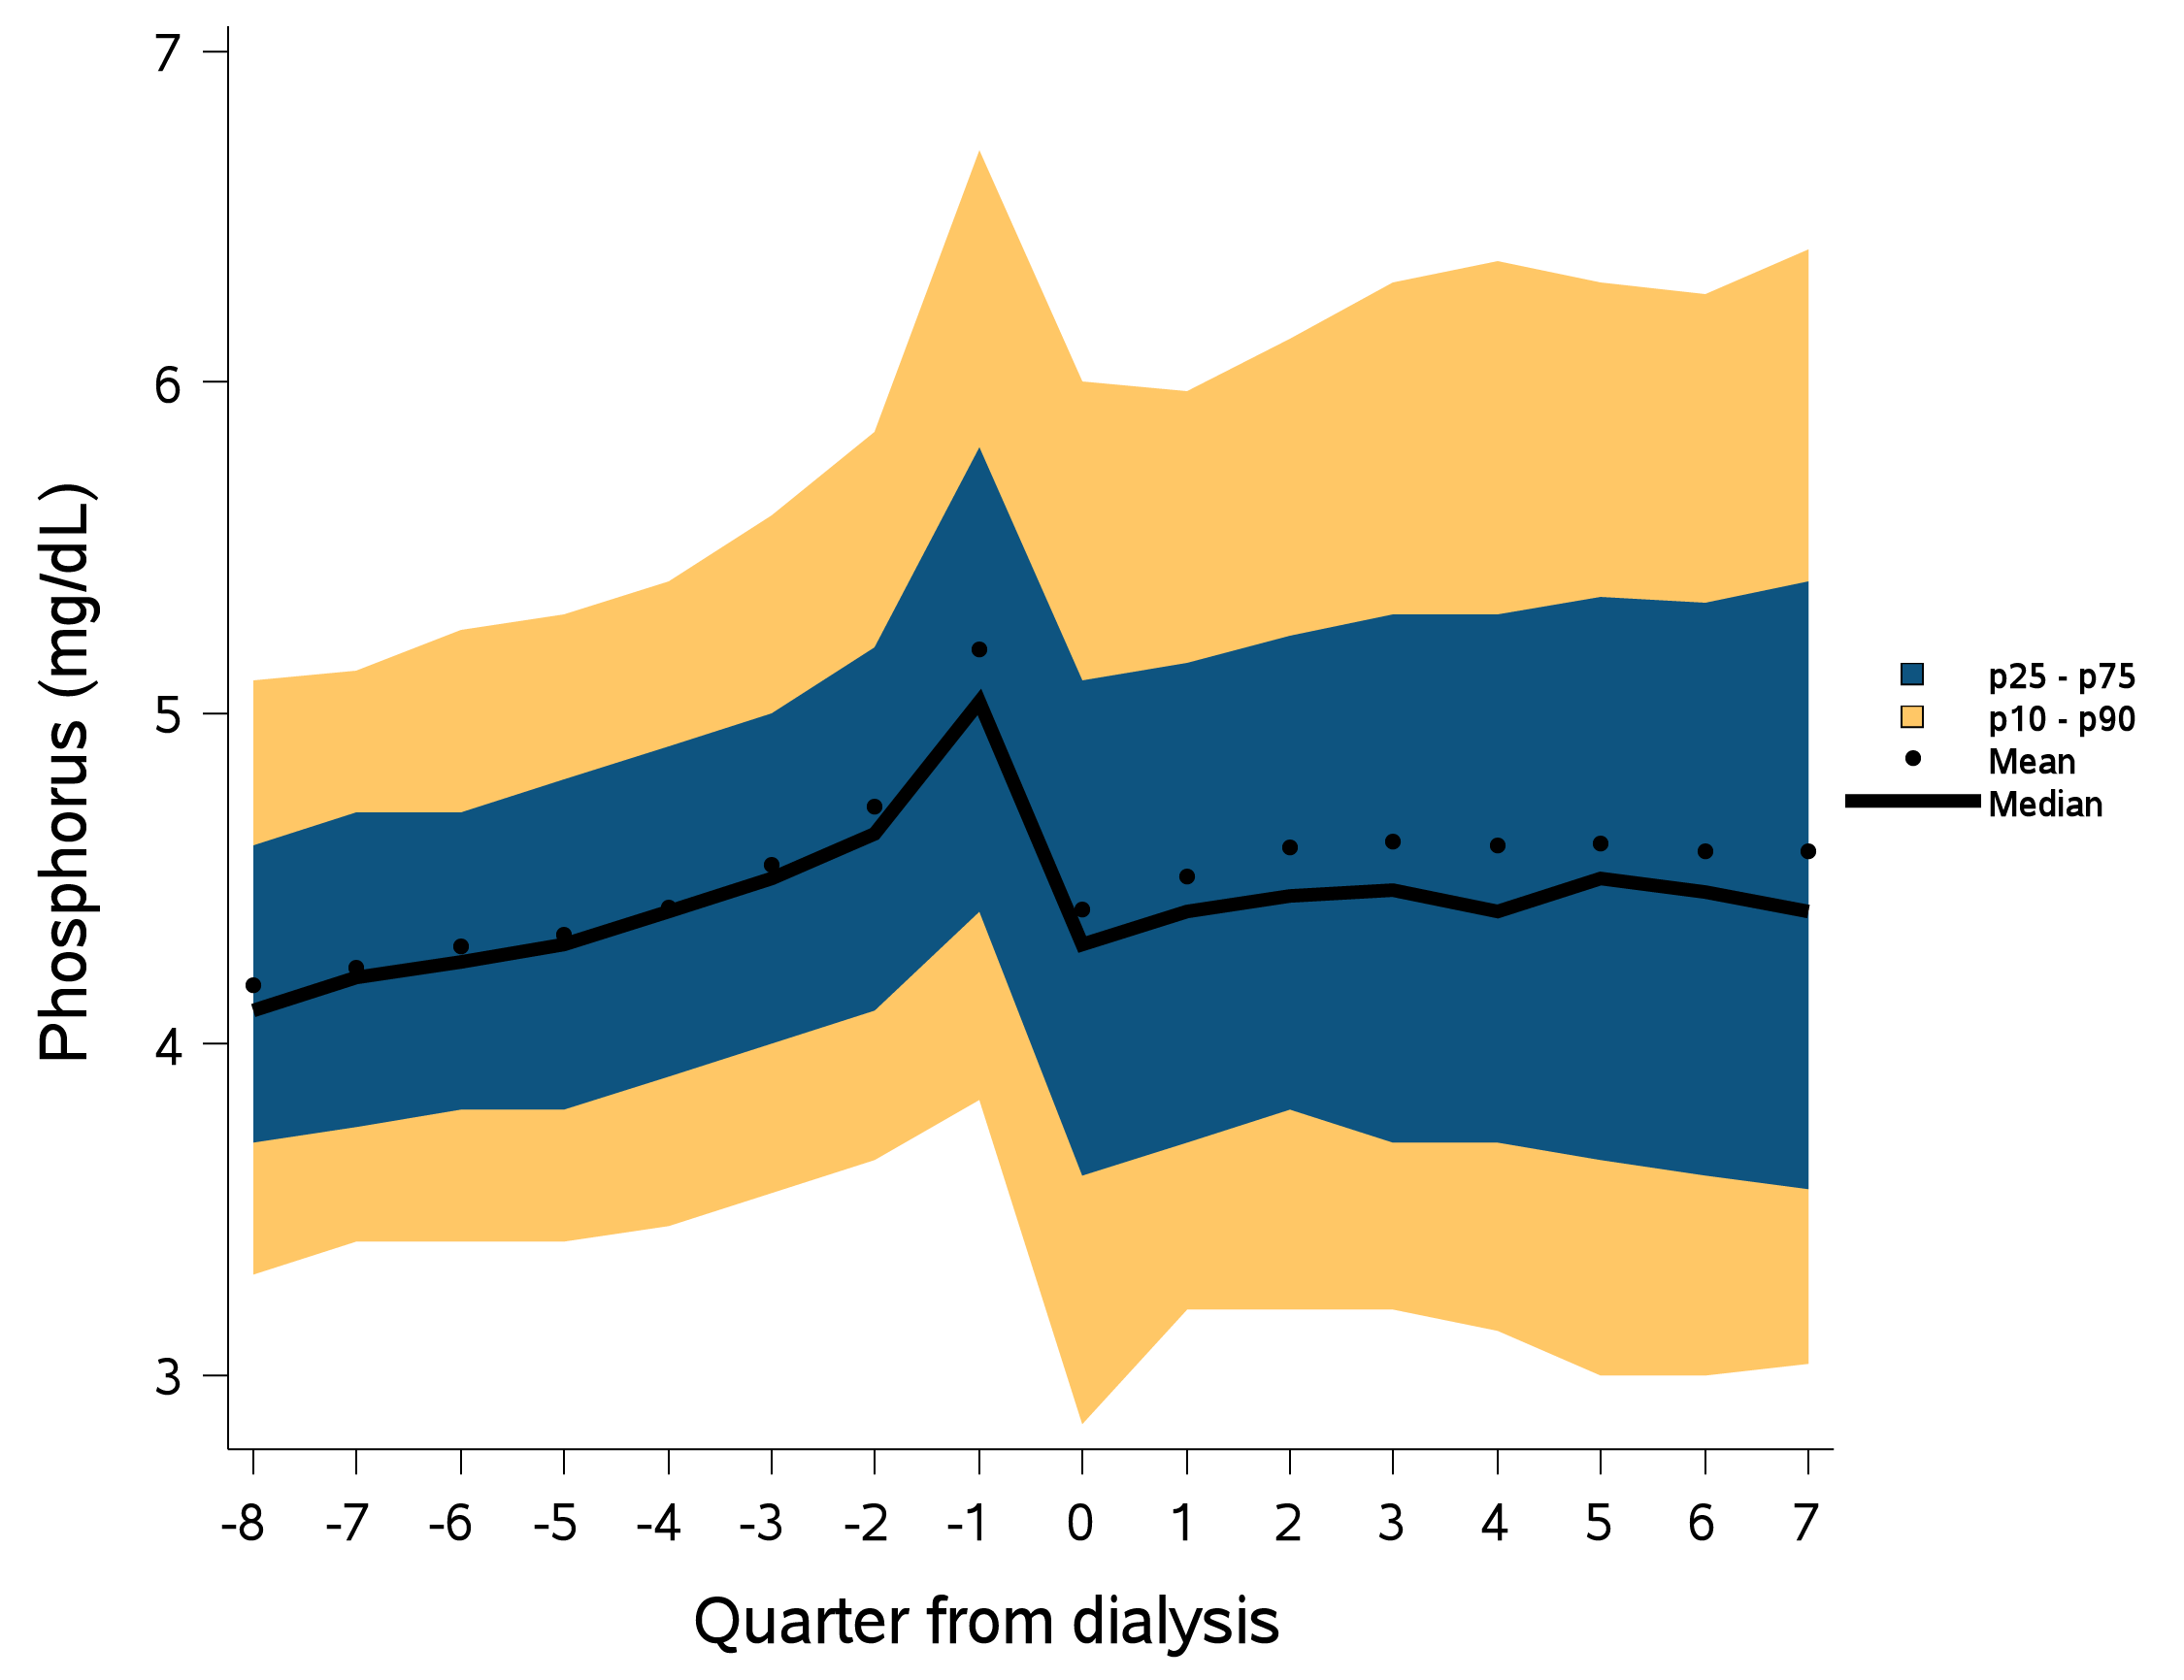 Phosphorus (mg/dL)
7
6
5
4
3
-8 -7 -6 -5 -4 -3 -2 -1 0 1 2 3 4 5 6 7
Quarter from dialysis
p25 - p75
p10 - p90
Mean
Median